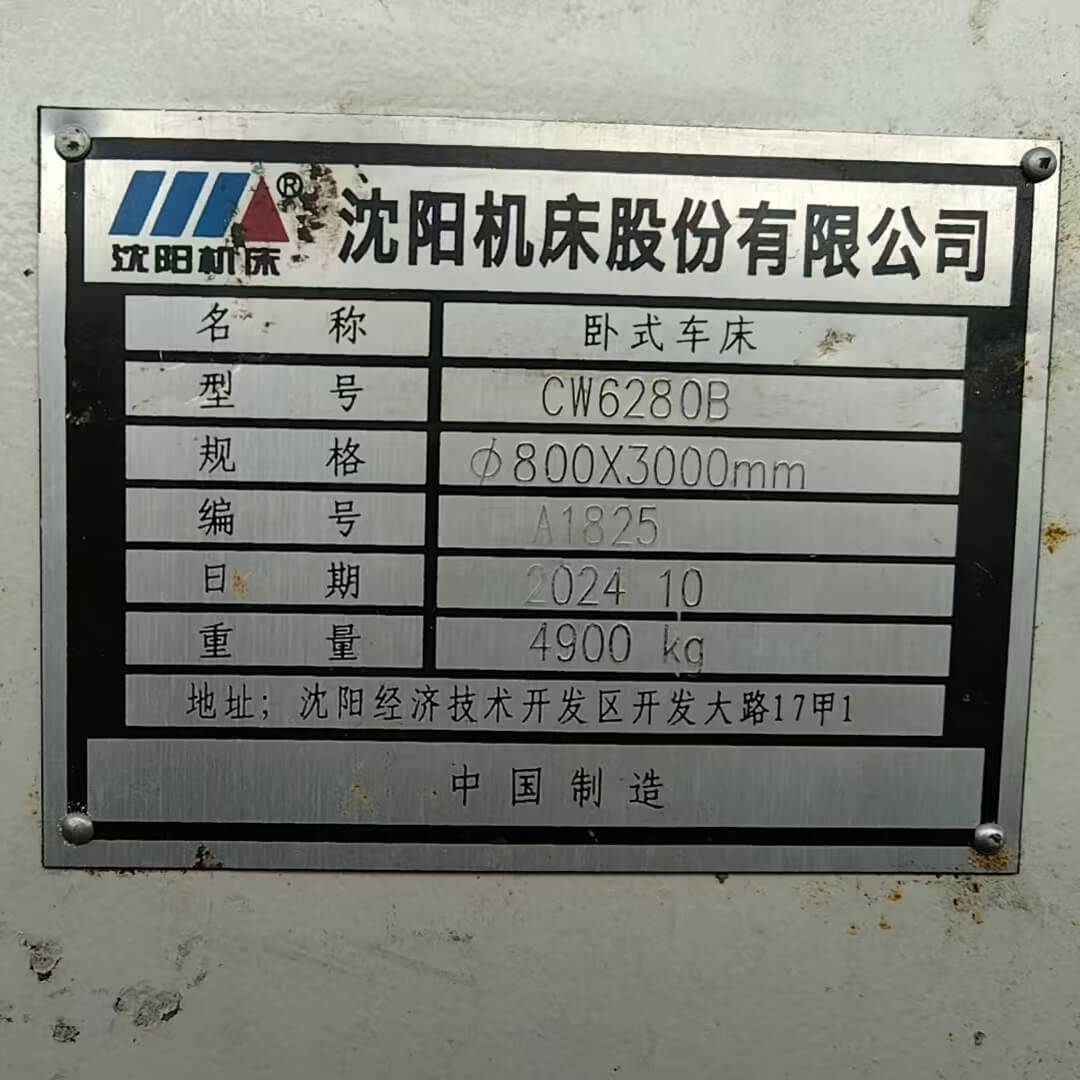 沈阳机床® 沈阳机床股份有限公司
名称 卧式车床
型号 CW6280B
规格 φ800X3000mm
编号 A1825
日期 2024 10
重量 4900 kg
地址；沈阳经济技术开发区开发大路17甲1
中国制造